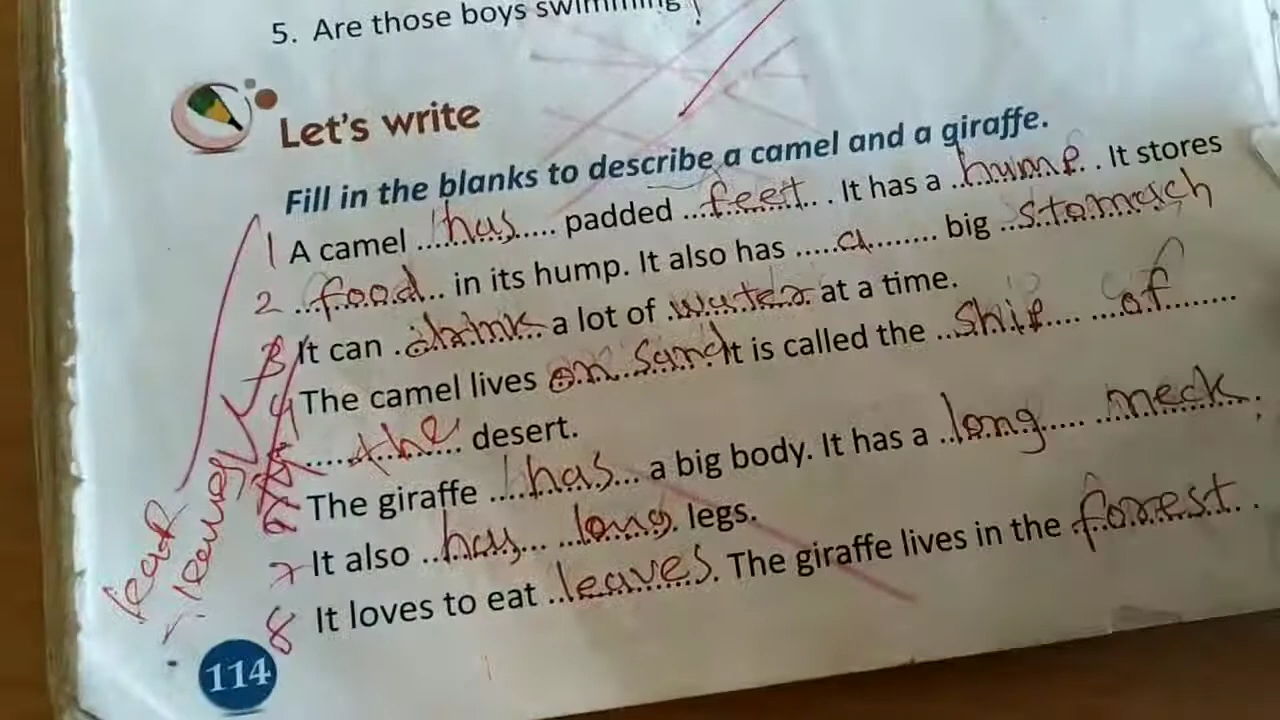 5. Are those boys swimming?
Let's write
Fill in the blanks to describe a camel and a giraffe.
1 A camel has padded feet. It has a hump. It stores
2 food in its hump. It also has a big stomach
3 It can drink a lot of water at a time.
4 The camel lives on sand It is called the ship of
the desert.
6 The giraffe has a big body. It has a long neck.
7 It also has long legs.
8 It loves to eat leaves. The giraffe lives in the forest.
114